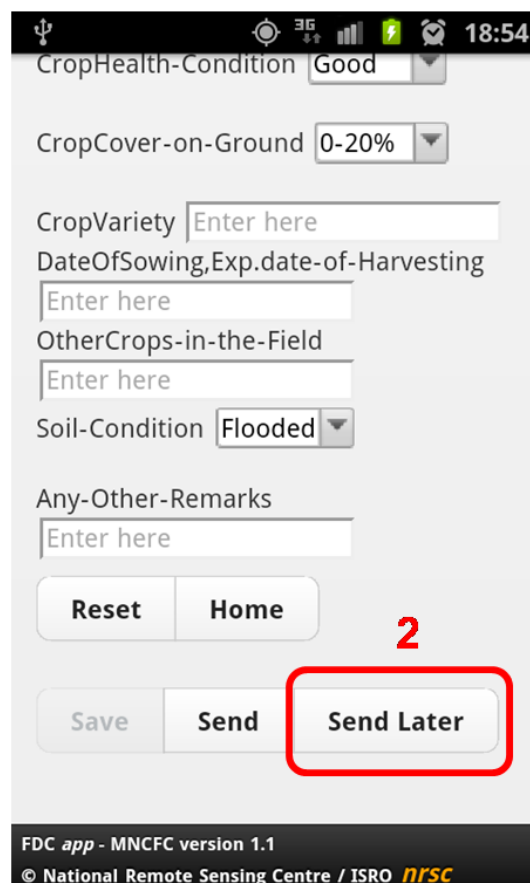 3G 18:54
CropHealth-Condition Good
CropCover-on-Ground 0-20%
CropVariety Enter here
DateOfSowing,Exp.date-of-Harvesting
Enter here
OtherCrops-in-the-Field
Enter here
Soil-Condition Flooded
Any-Other-Remarks
Enter here
Reset Home
2
Save Send Send Later
FDC app - MNCFC version 1.1
© National Remote Sensing Centre / ISRO nrsc